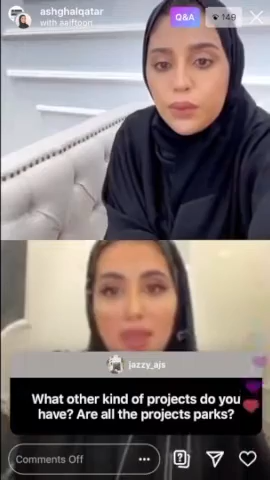 ashghalqatar
with aaiftoon
Q&A
149
jazzy_ajs
What other kind of projects do you
have? Are all the projects parks?
Comments Off